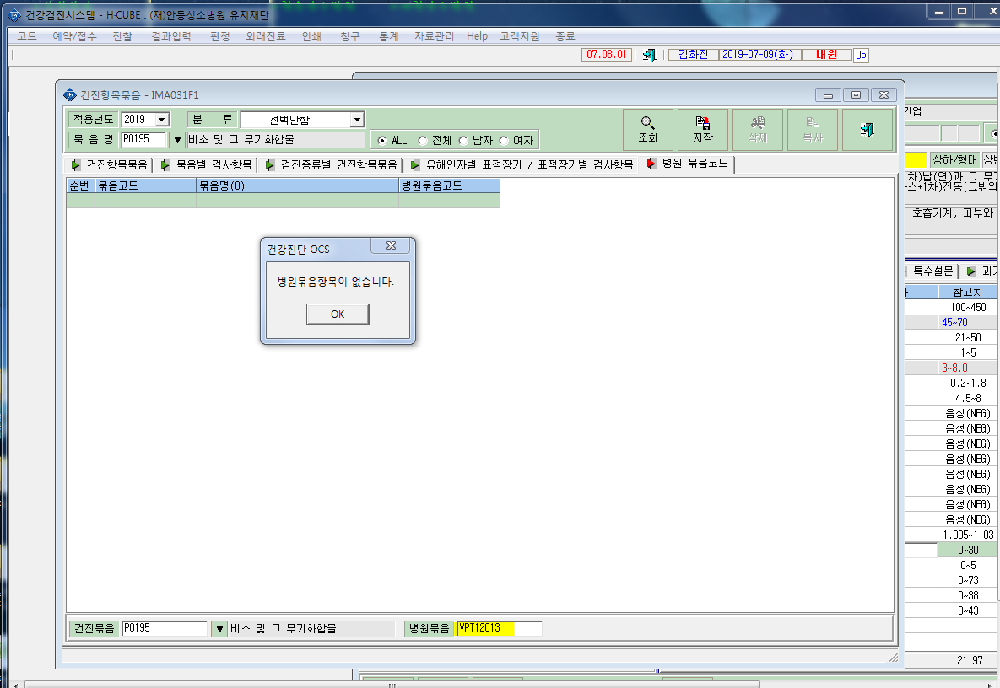 건강검진시스템 - H-CUBE : (재)안동성소병원 유지재단
코드 예약/접수 진찰 결과입력 판정 외래진료 인쇄 청구 통계 자료관리 Help 고객지원 종료
07.08.01 김화진 2019-07-09(화) 내원 Up
건진항목묶음 - IMA031F1
적용년도 2019 분 류 선택안함
묶 음 명 P0195 ▼ 비소 및 그 무기화합물 ALL 전체 남자 여자
조회 저장 삭제 복사
건진항목묶음 묶음별 검사항목 검진종류별 건진항목묶음 유해인자별 표적장기 / 표적장기별 검사항목 병원 묶음코드
순번 묶음코드 묶음명(0) 병원묶음코드
건강진단 OCS
병원묶음항목이 없습니다.
OK
건진묶음 P0195 ▼ 비소 및 그 무기화합물 병원묶음 VPT12013
건업
상하/형태
차)납(연)과 그 무
스+1차)진동[그밖의
호흡기계, 피부와
특수설문
참고치
100~450
45~70
21~50
1~5
3~8.0
0.2~1.8
4.5~8
음성(NEG)
음성(NEG)
음성(NEG)
음성(NEG)
음성(NEG)
음성(NEG)
음성(NEG)
음성(NEG)
1.005~1.03
0~30
0~5
0~73
0~38
0~43
21.97